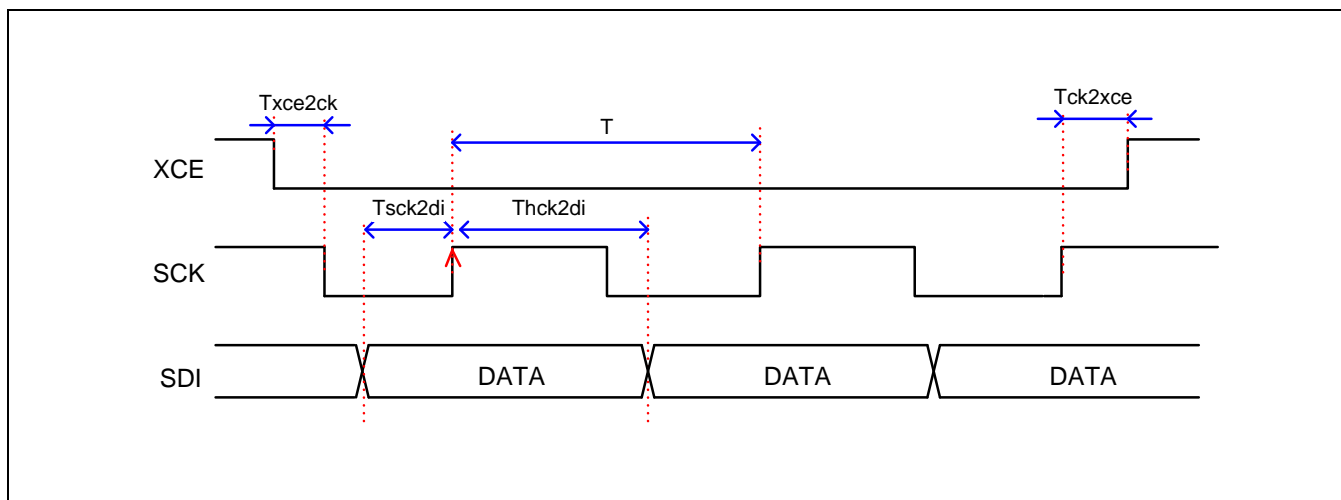 Txce2ck
Tck2xce
T
XCE
Tsck2di
Thck2di
SCK
SDI
DATA
DATA
DATA